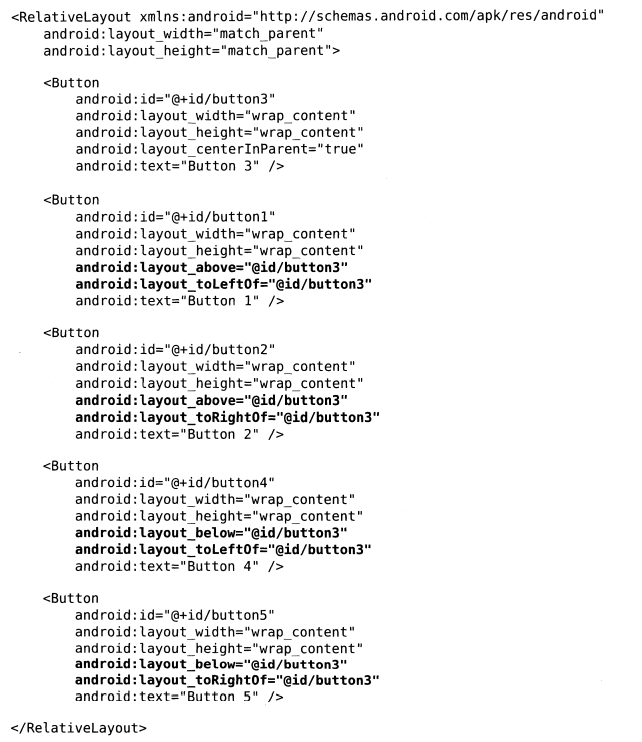 <RelativeLayout xmlns:android="http://schemas.android.com/apk/res/android"
    android:layout_width="match_parent"
    android:layout_height="match_parent">

    <Button
        android:id="@+id/button3"
        android:layout_width="wrap_content"
        android:layout_height="wrap_content"
        android:layout_centerInParent="true"
        android:text="Button 3" />

    <Button
        android:id="@+id/button1"
        android:layout_width="wrap_content"
        android:layout_height="wrap_content"
        android:layout_above="@id/button3"
        android:layout_toLeftOf="@id/button3"
        android:text="Button 1" />

    <Button
        android:id="@+id/button2"
        android:layout_width="wrap_content"
        android:layout_height="wrap_content"
        android:layout_above="@id/button3"
        android:layout_toRightOf="@id/button3"
        android:text="Button 2" />

    <Button
        android:id="@+id/button4"
        android:layout_width="wrap_content"
        android:layout_height="wrap_content"
        android:layout_below="@id/button3"
        android:layout_toLeftOf="@id/button3"
        android:text="Button 4" />

    <Button
        android:id="@+id/button5"
        android:layout_width="wrap_content"
        android:layout_height="wrap_content"
        android:layout_below="@id/button3"
        android:layout_toRightOf="@id/button3"
        android:text="Button 5" />

</RelativeLayout>